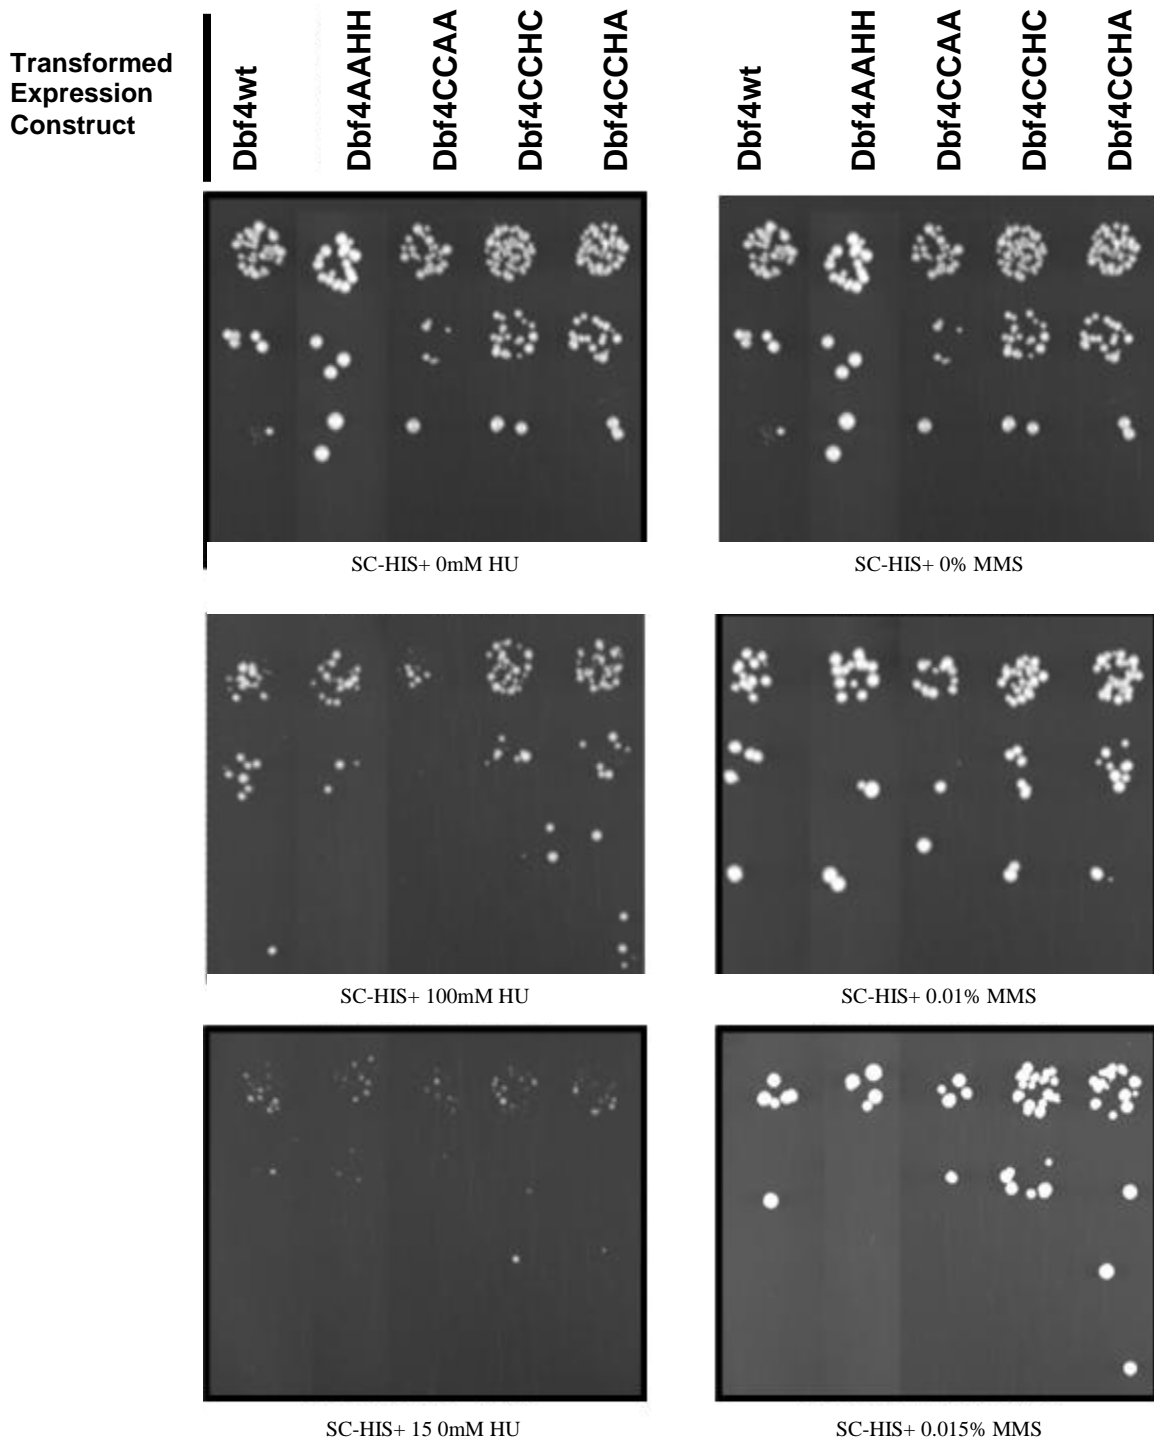 Transformed
Expression
Construct
Dbf4wt
Dbf4AAHH
Dbf4CCAA
Dbf4CCHC
Dbf4CCHA
Dbf4wt
Dbf4AAHH
Dbf4CCAA
Dbf4CCHC
Dbf4CCHA
SC-HIS+ 0mM HU
SC-HIS+ 0% MMS
SC-HIS+ 100mM HU
SC-HIS+ 0.01% MMS
SC-HIS+ 15 0mM HU
SC-HIS+ 0.015% MMS